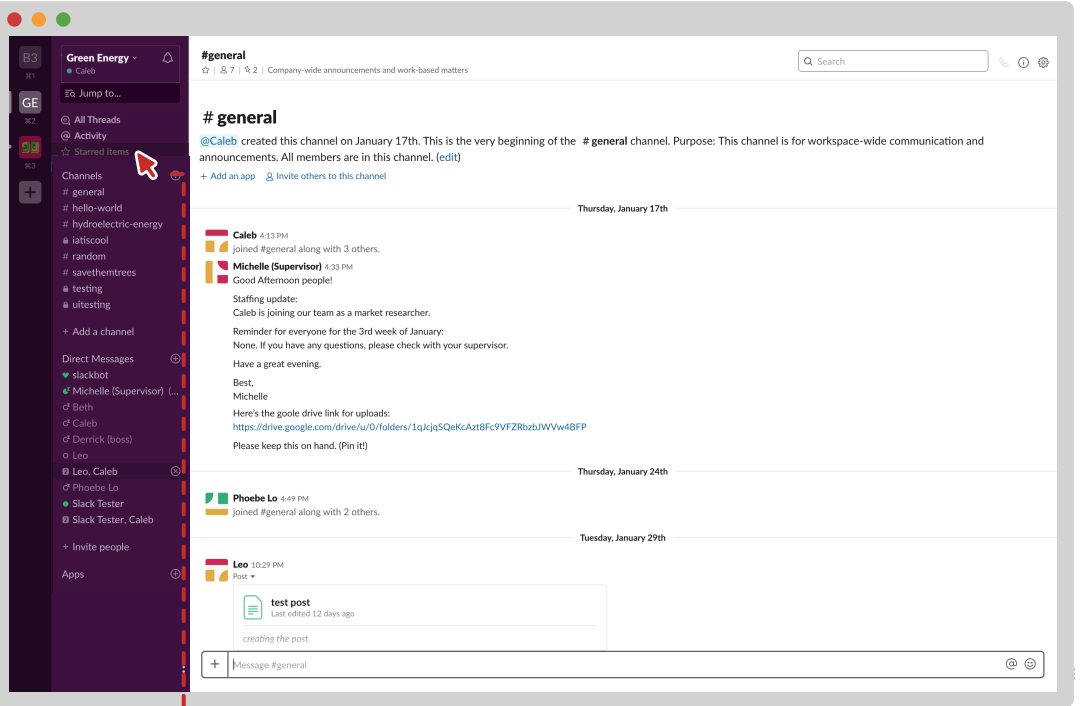 B3
⌘1
GE
⌘2
⌘3
+
Green Energy
Caleb
Jump to...
All Threads
@ Activity
Starred items
Channels
# general
# hello-world
# hydroelectric-energy
iatiscool
# random
# savethemtrees
testing
uitesting
+ Add a channel
Direct Messages
slackbot
Michelle (Supervisor) (...
Beth
Caleb
Derrick (boss)
Leo
2 Leo, Caleb
Phoebe Lo
Slack Tester
2 Slack Tester, Caleb
+ Invite people
Apps
#general
7 | 2 | Company-wide announcements and work-based matters
Search
# general
@Caleb created this channel on January 17th. This is the very beginning of the # general channel. Purpose: This channel is for workspace-wide communication and
announcements. All members are in this channel. (edit)
+ Add an app Invite others to this channel
Thursday, January 17th
Caleb 4:13 PM
joined #general along with 3 others.
Michelle (Supervisor) 4:33 PM
Good Afternoon people!
Staffing update:
Caleb is joining our team as a market researcher.
Reminder for everyone for the 3rd week of January:
None. If you have any questions, please check with your supervisor.
Have a great evening.
Best,
Michelle
Here's the goole drive link for uploads:
https://drive.google.com/drive/u/0/folders/1qJcjqSQeKcAzt8Fc9VFZRbzbJWVw4BFP
Please keep this on hand. (Pin it!)
Thursday, January 24th
Phoebe Lo 4:49 PM
joined #general along with 2 others.
Tuesday, January 29th
Leo 10:29 PM
Post
test post
Last edited 12 days ago
creating the post
+ Message #general @